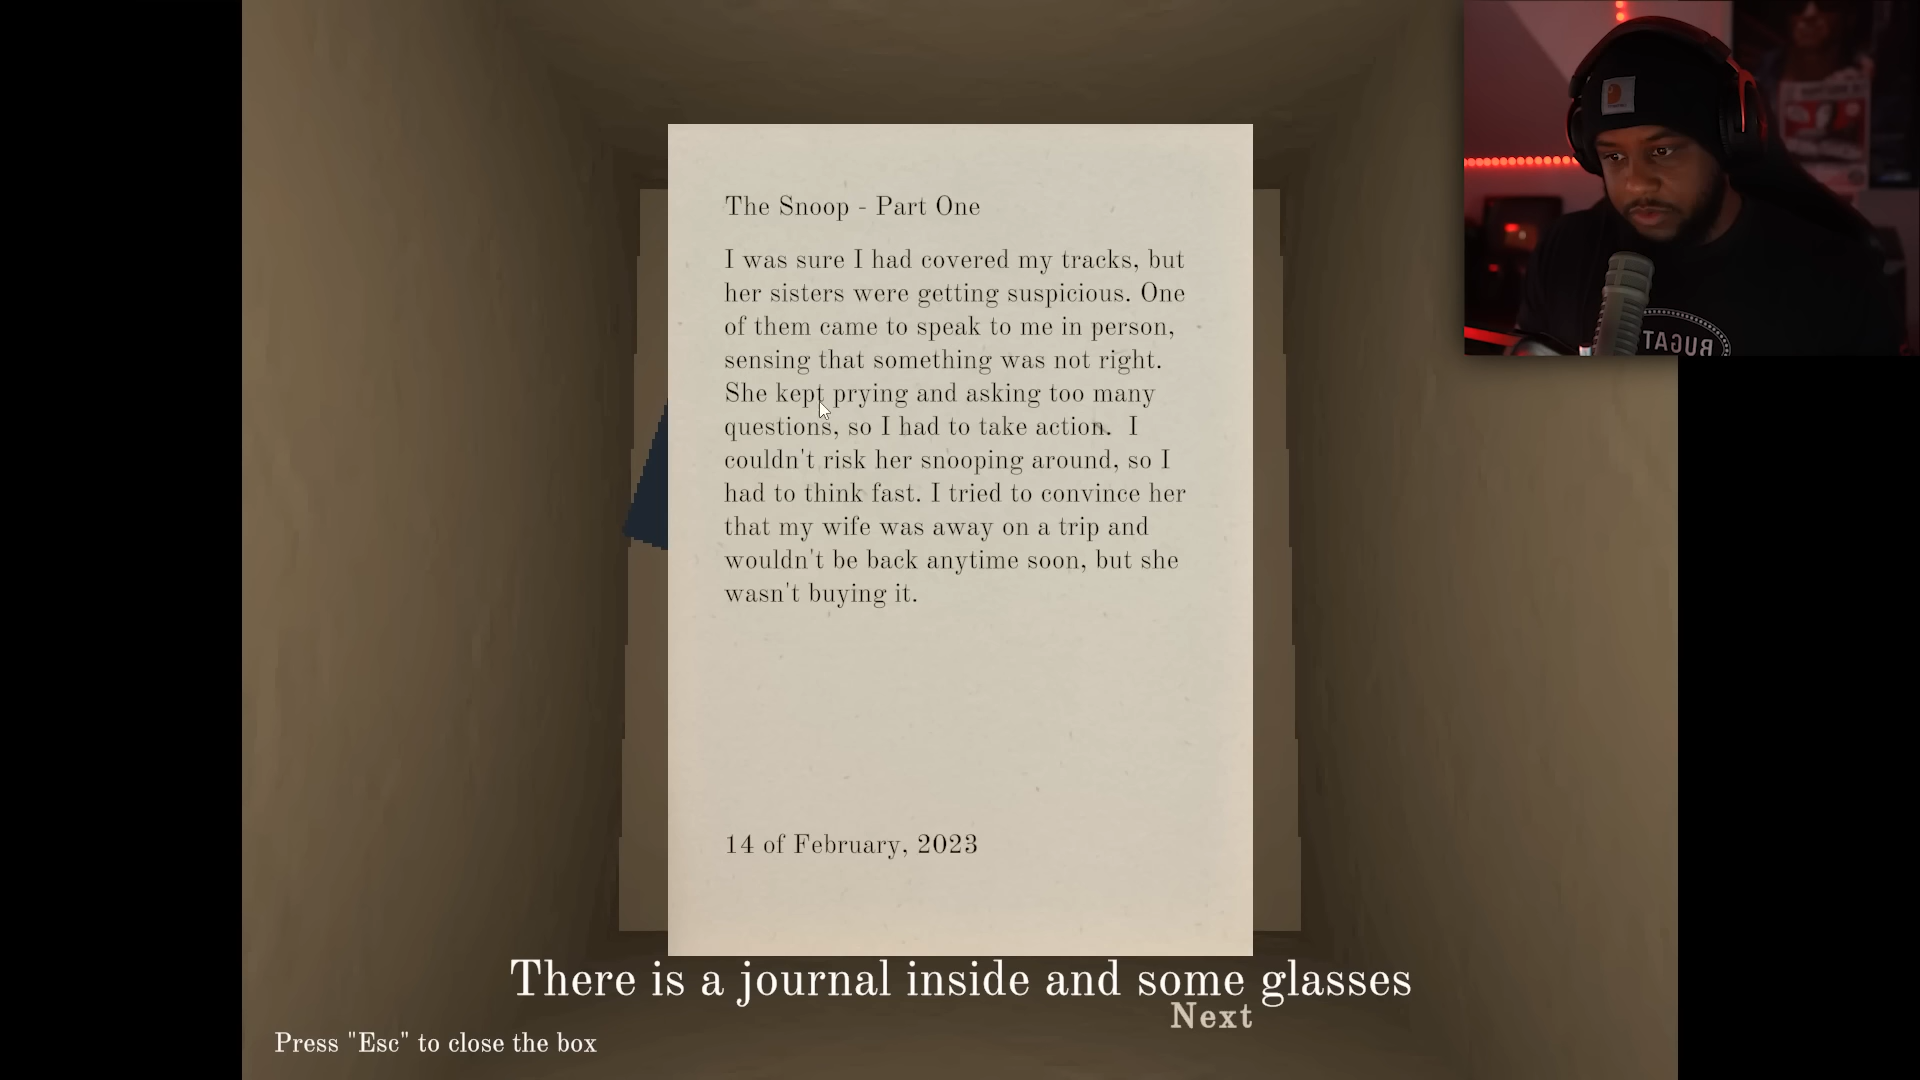 The Snoop - Part One
I was sure I had covered my tracks, but
her sisters were getting suspicious. One
of them came to speak to me in person,
sensing that something was not right.
She kept prying and asking too many
questions, so I had to take action.  I
couldn't risk her snooping around, so I
had to think fast. I tried to convince her
that my wife was away on a trip and
wouldn't be back anytime soon, but she
wasn't buying it.
14 of February, 2023
There is a journal inside and some glasses
Next
Press "Esc" to close the box